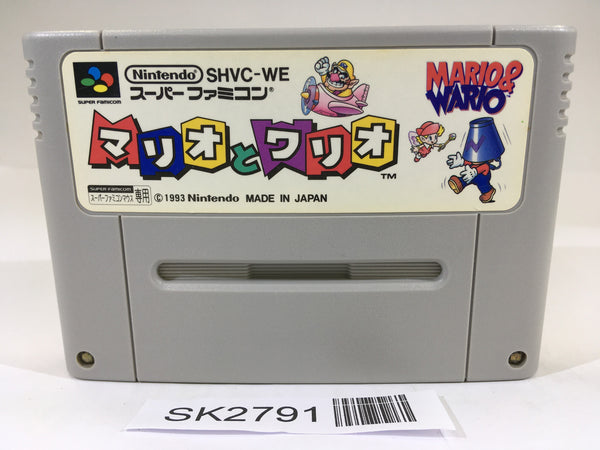 SUPER FAMICOM
Nintendo SHVC-WE
スーパーファミコン®
MARIO&
WARIO
マリオとワリオ
TM
SUPER FAMICOM
スーパーファミコンマウス 専用
© 1993 Nintendo MADE IN JAPAN
SK2791